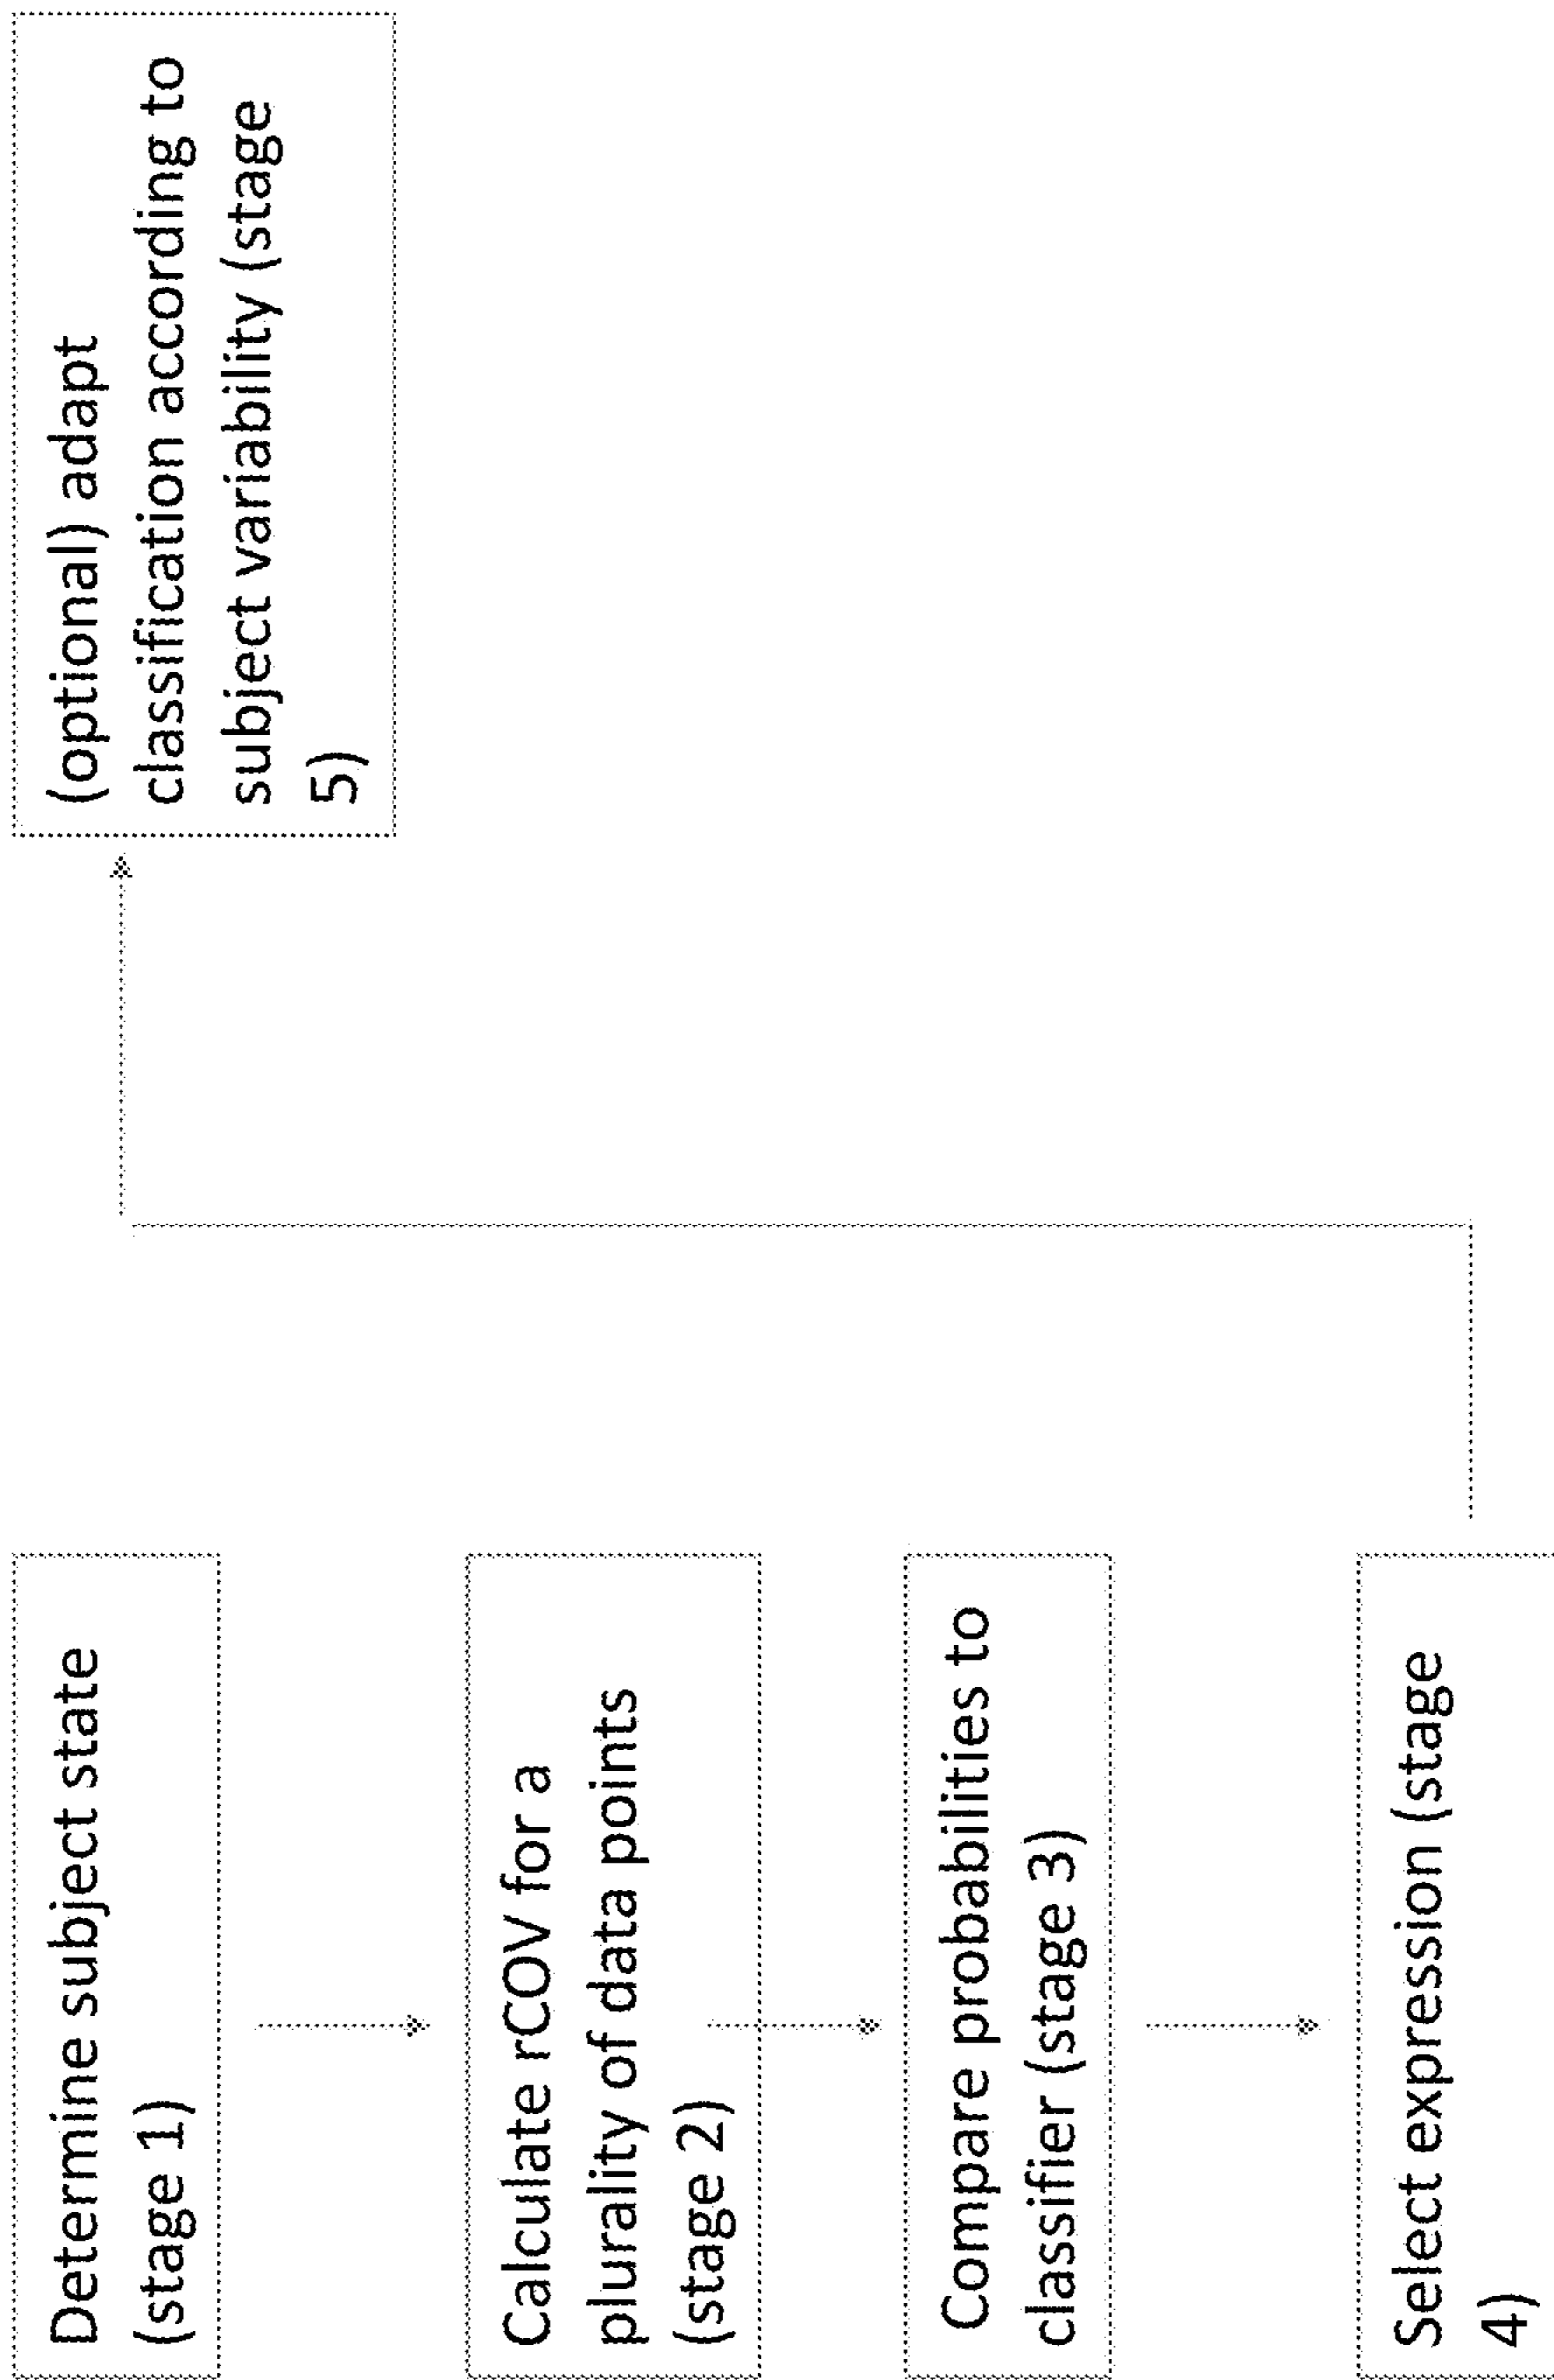 Determine subject state
(stage 1)
Calculate rCOV for a
plurality of data points
(stage 2)
Compare probabilities to
classifier (stage 3)
Select expression (stage
4)
(optional) adapt
classification according to
subject variability (stage
5)